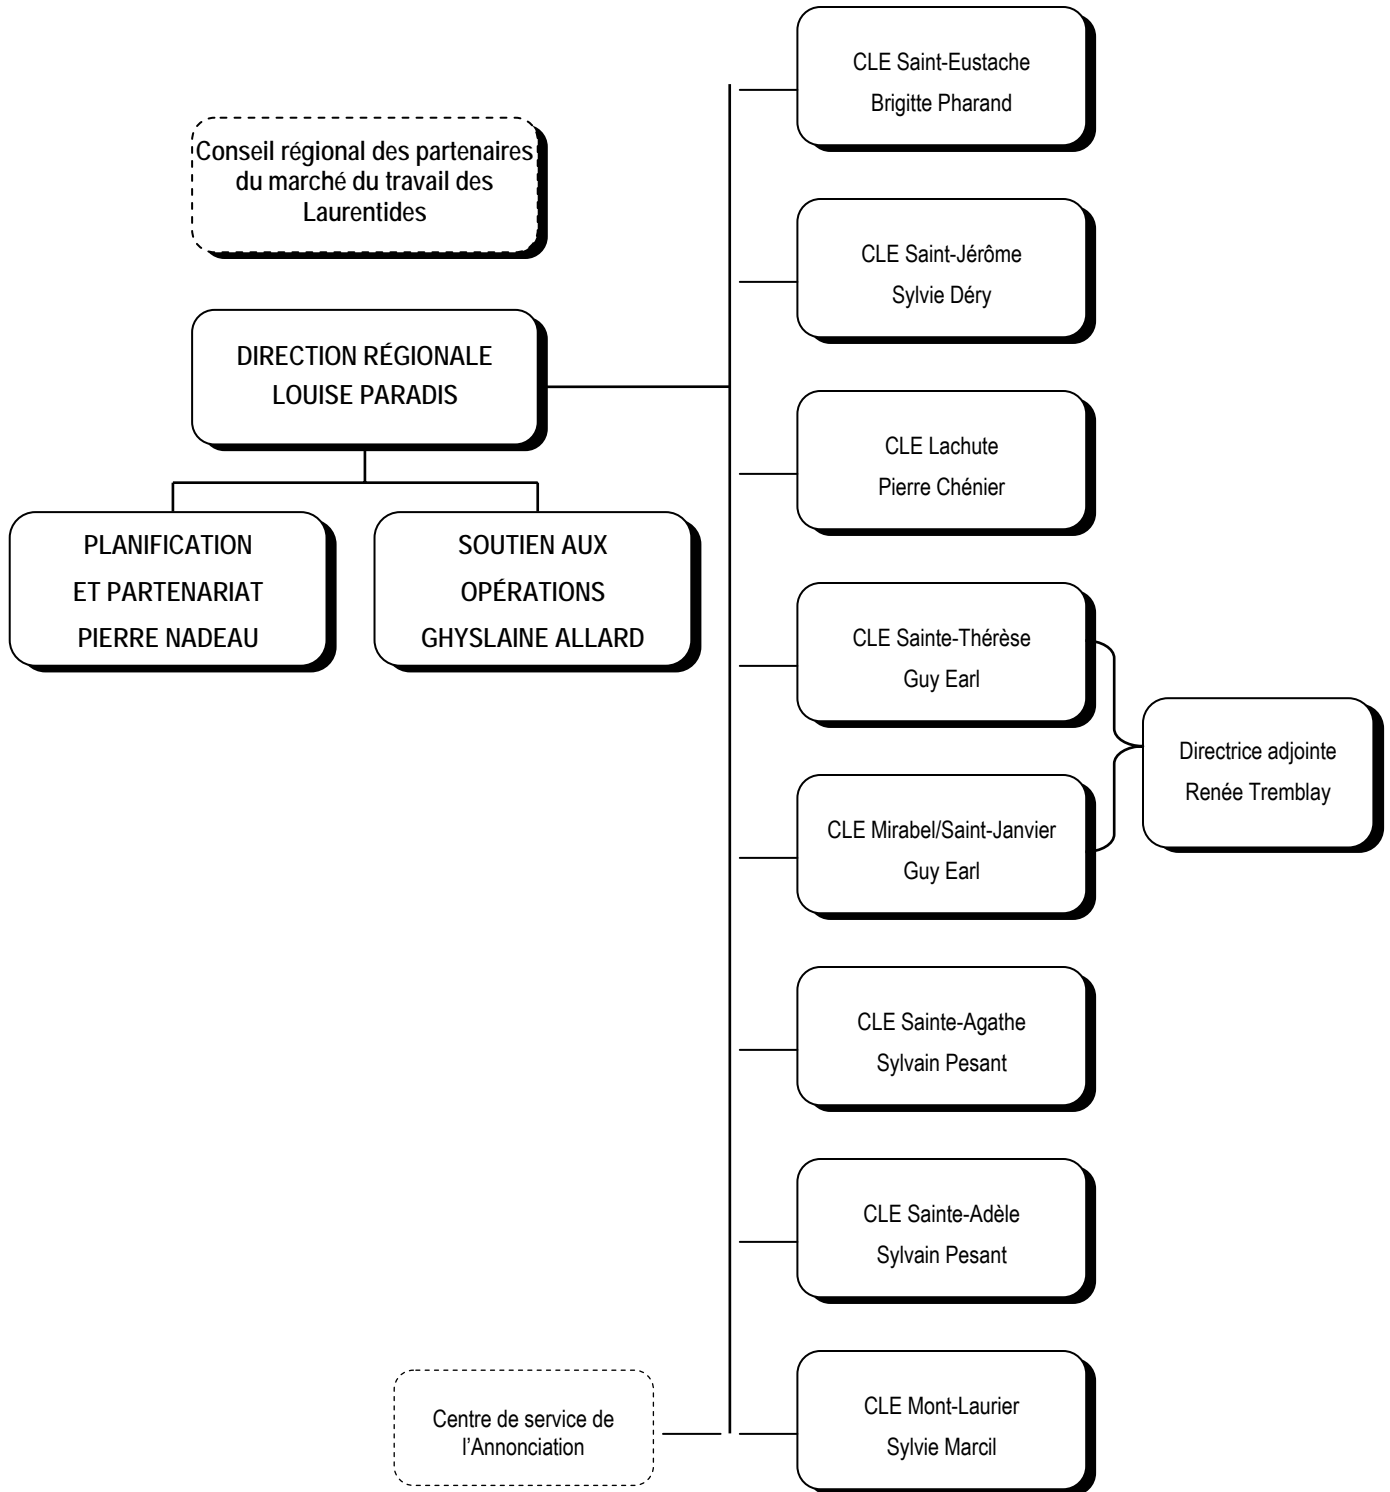 Conseil régional des partenaires
du marché du travail des
Laurentides
DIRECTION RÉGIONALE
LOUISE PARADIS
PLANIFICATION
ET PARTENARIAT
PIERRE NADEAU
SOUTIEN AUX
OPÉRATIONS
GHYSLAINE ALLARD
CLE Saint-Eustache
Brigitte Pharand
CLE Saint-Jérôme
Sylvie Déry
CLE Lachute
Pierre Chénier
CLE Sainte-Thérèse
Guy Earl
CLE Mirabel/Saint-Janvier
Guy Earl
Directrice adjointe
Renée Tremblay
CLE Sainte-Agathe
Sylvain Pesant
CLE Sainte-Adèle
Sylvain Pesant
Centre de service de
l'Annonciation
CLE Mont-Laurier
Sylvie Marcil